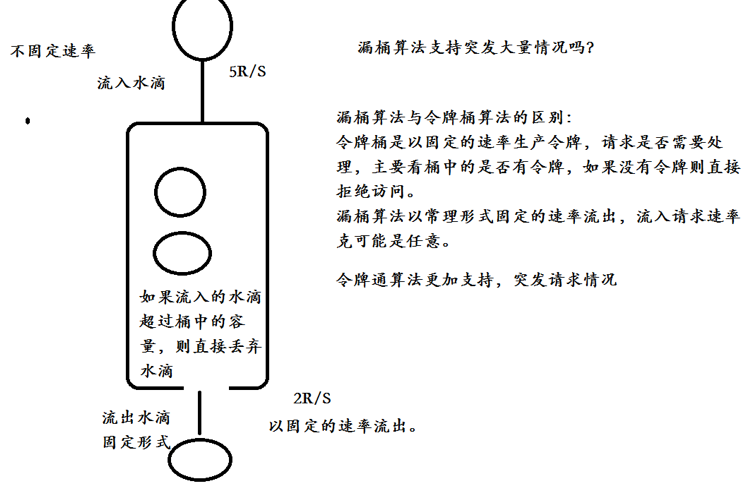 不固定速率
流入水滴
5R/S
如果流入的水滴
超过桶中的容
量，则直接丢弃
水滴
流出水滴
固定形式
2R/S
以固定的速率流出。
漏桶算法支持突发大量情况吗？
漏桶算法与令牌桶算法的区别：
令牌桶是以固定的速率生产令牌，请求是否需要处
理，主要看桶中的是否有令牌，如果没有令牌则直接
拒绝访问。
漏桶算法以常理形式固定的速率流出，流入请求速率
克可能是任意。
令牌通算法更加支持，突发请求情况